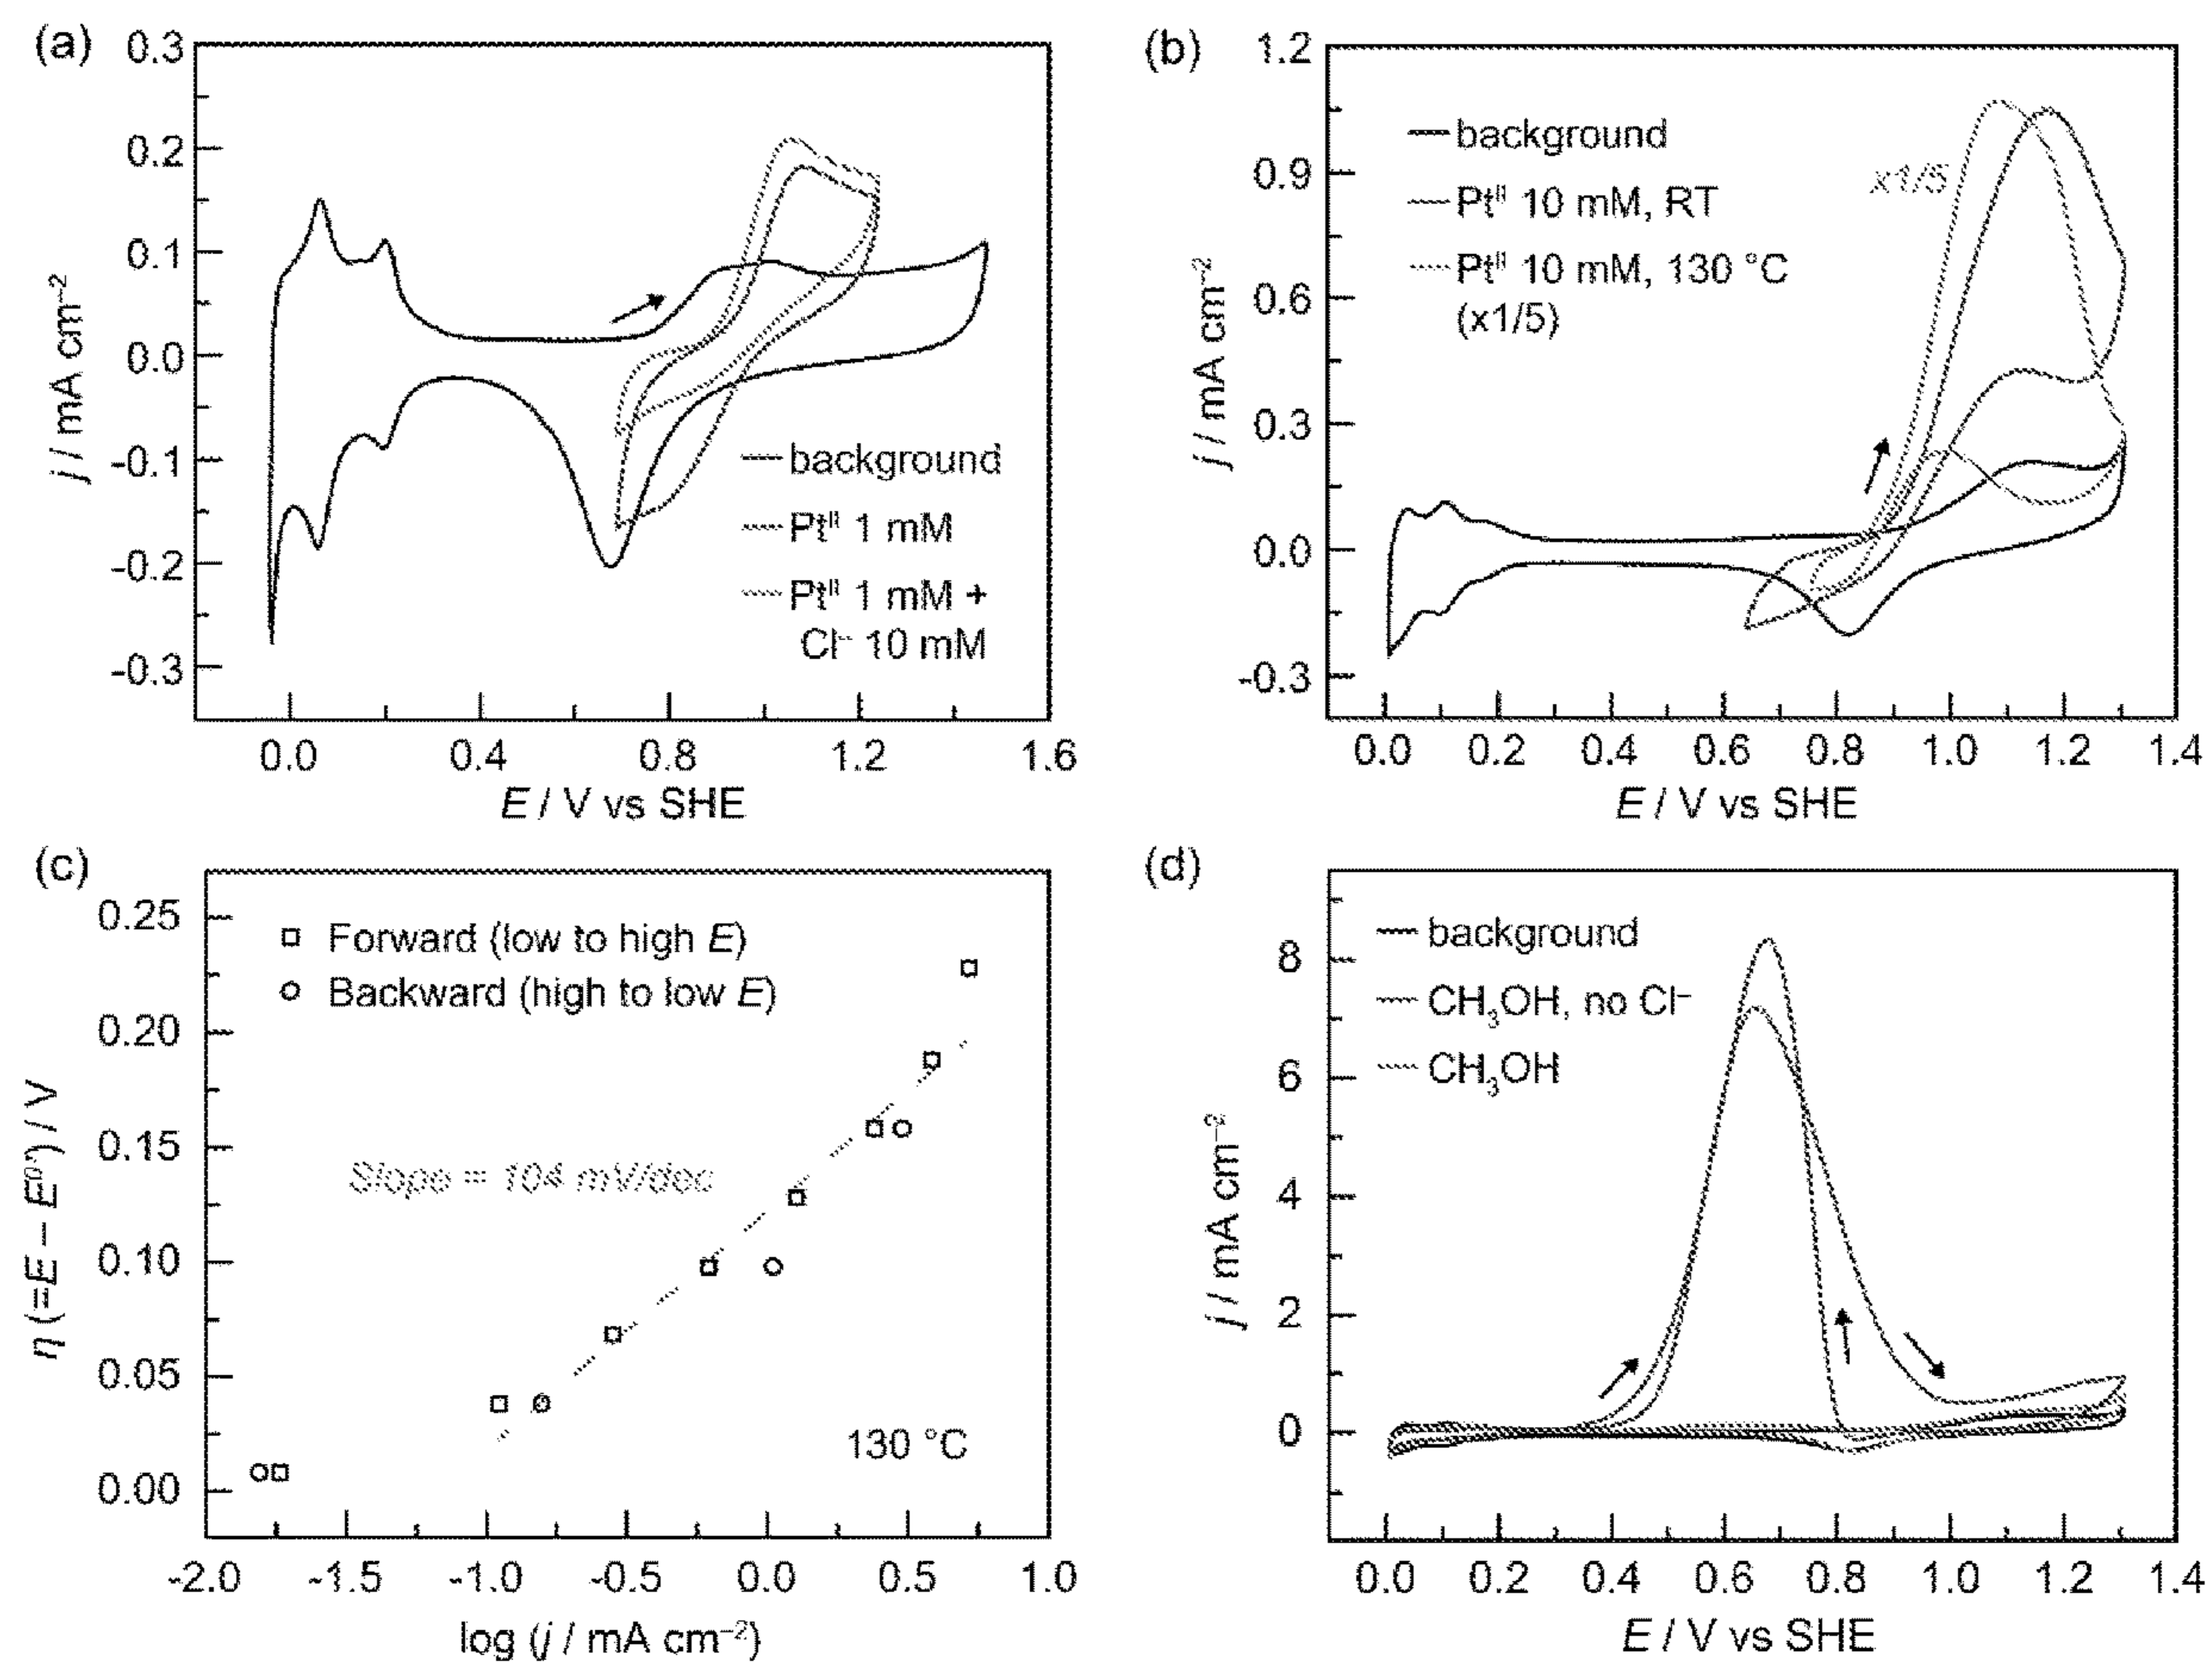 (a)
0.3
0.2
0.1
0.0
-0.1
-0.2
-0.3
j / mA cm⁻²
background
Ptᴵᴵ 1 mM
Ptᴵᴵ 1 mM +
Cl⁻ 10 mM
0.0 0.4 0.8 1.2 1.6
E / V vs SHE
(b)
1.2
0.9
0.6
0.3
0.0
-0.3
j / mA cm⁻²
background
Ptᴵᴵ 10 mM, RT
Ptᴵᴵ 10 mM, 130 °C
(x1/5)
x1/5
0.0 0.2 0.4 0.6 0.8 1.0 1.2 1.4
E / V vs SHE
(c)
0.25
0.20
0.15
0.10
0.05
0.00
η (=E – E⁰') / V
Forward (low to high E)
Backward (high to low E)
Slope = 104 mV/dec
130 °C
-2.0 -1.5 -1.0 -0.5 0.0 0.5 1.0
log (j / mA cm⁻²)
(d)
8
6
4
2
0
j / mA cm⁻²
background
CH₃OH, no Cl⁻
CH₃OH
0.0 0.2 0.4 0.6 0.8 1.0 1.2 1.4
E / V vs SHE